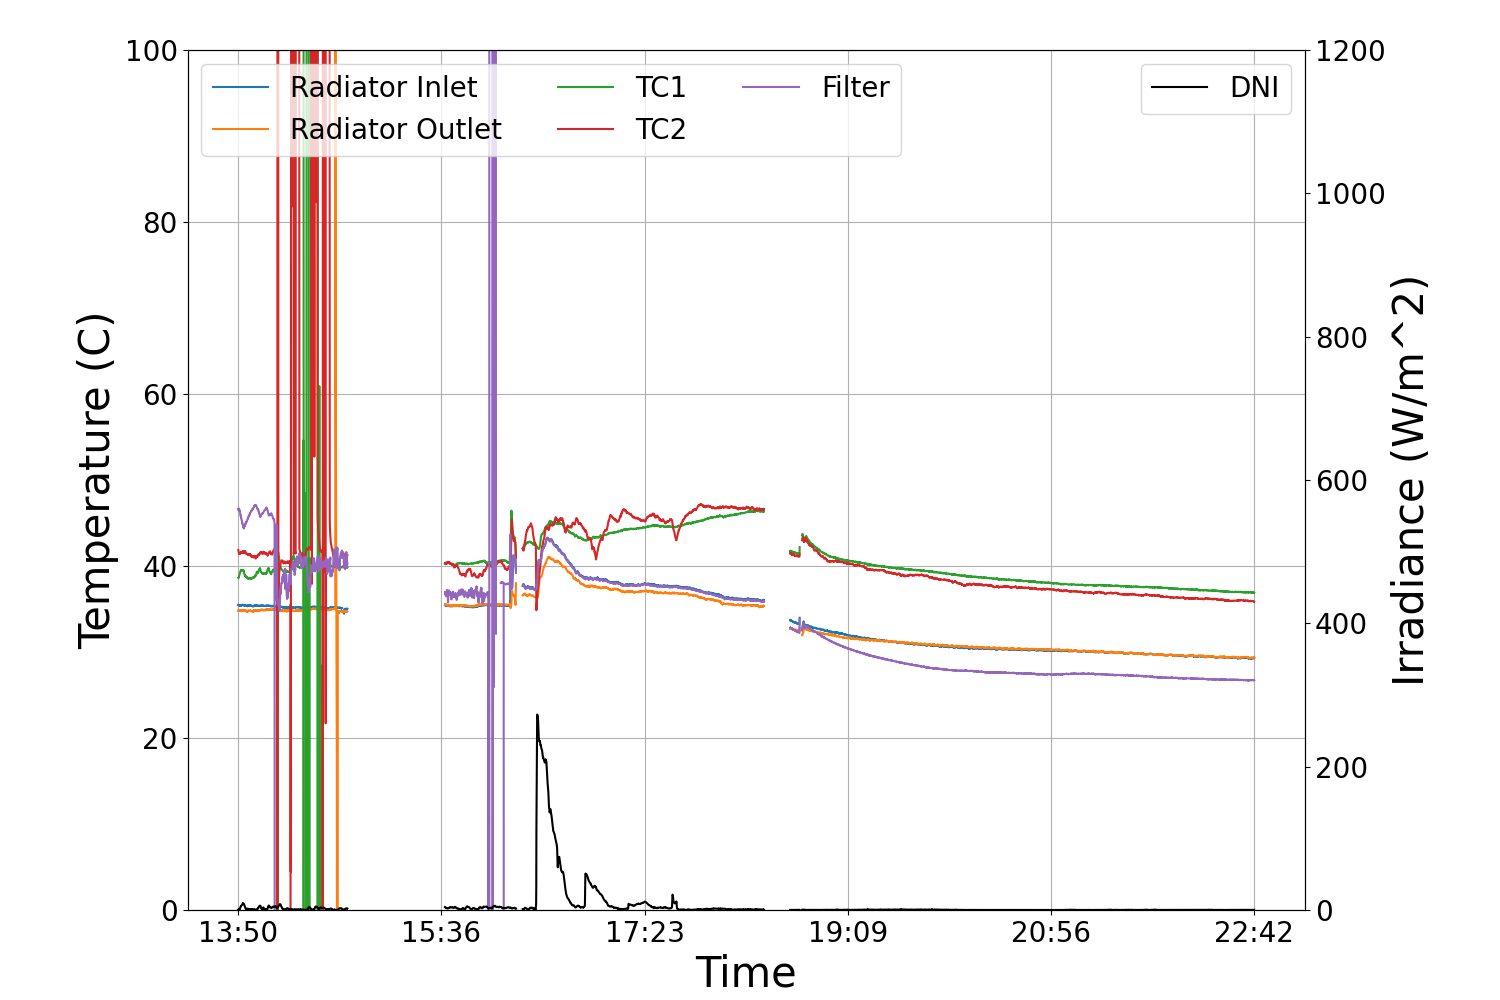 Radiator Inlet
Radiator Outlet
TC1
TC2
Filter
DNI
100
80
60
40
20
0
Temperature (C)
1200
1000
800
600
400
200
0
Irradiance (W/m^2)
13:50 15:36 17:23 19:09 20:56 22:42
Time